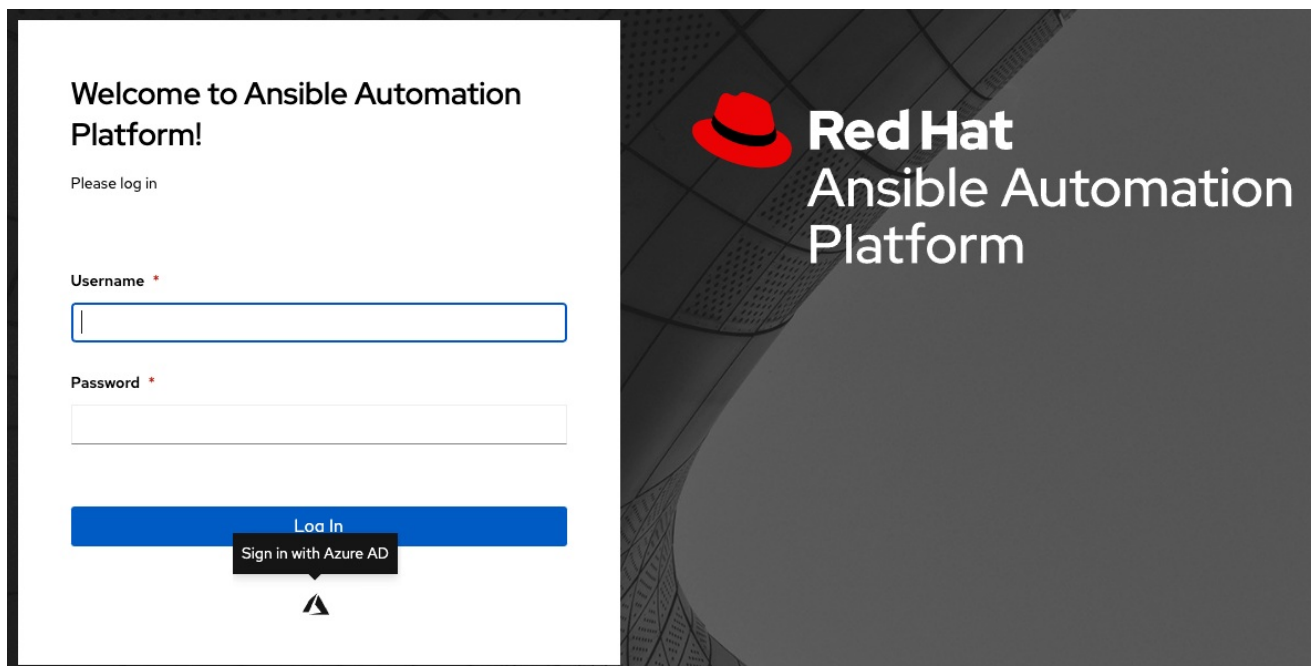 Welcome to Ansible Automation
Platform!
Please log in
Username *
Password *
Log In
Sign in with Azure AD
Red Hat
Ansible Automation
Platform